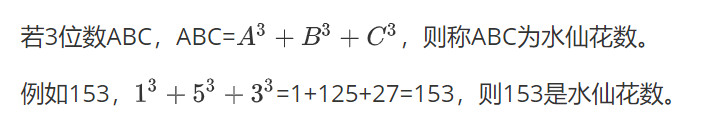 若3位数ABC，ABC=A³ + B³ + C³，则称ABC为水仙花数。
例如153，1³ + 5³ + 3³=1+125+27=153，则153是水仙花数。